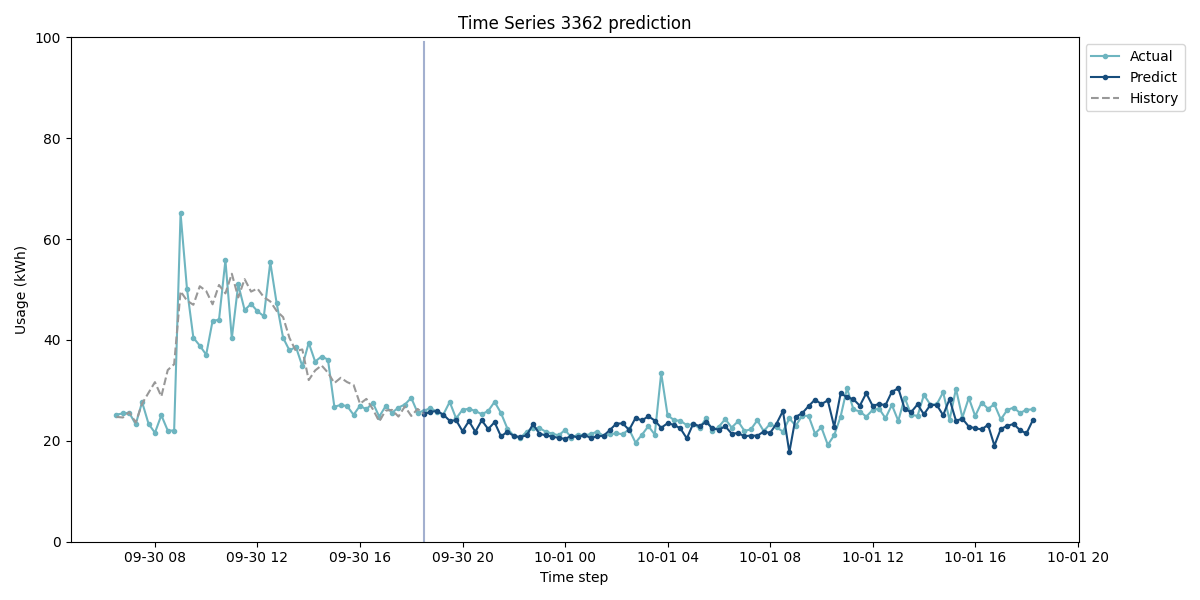 Time Series 3362 prediction
100
80
60
40
20
0
Usage (kWh)
09-30 08
09-30 12
09-30 16
09-30 20
10-01 00
10-01 04
10-01 08
10-01 12
10-01 16
10-01 20
Time step
Actual
Predict
History